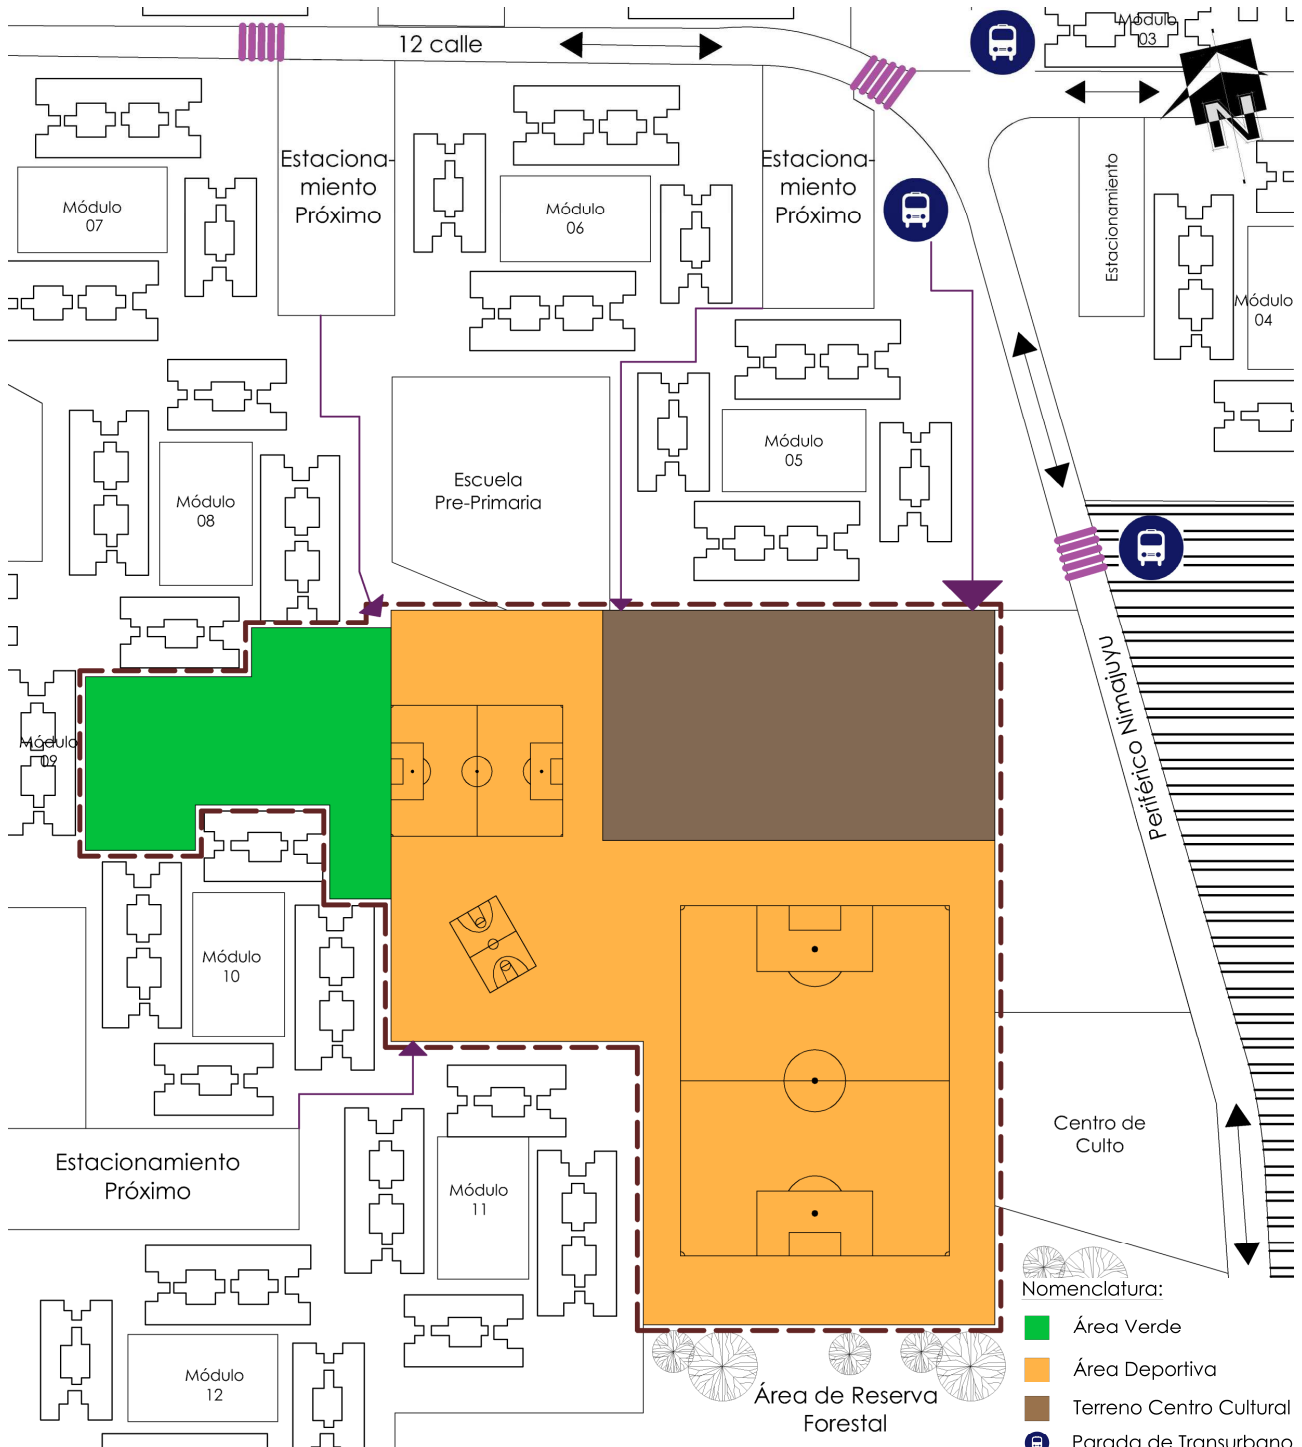 Módulo
03
12 calle
N
Estaciona-
miento
Próximo
Estaciona-
miento
Próximo
Estacionamiento
Módulo
07
Módulo
06
Módulo
04
Módulo
05
Escuela
Pre-Primaria
Módulo
08
Periférico Nimajuyu
Módulo
09
Módulo
10
Centro de
Culto
Estacionamiento
Próximo
Módulo
11
Módulo
12
Área de Reserva
Forestal
Nomenclatura:
Área Verde
Área Deportiva
Terreno Centro Cultural
Parada de Transurbano